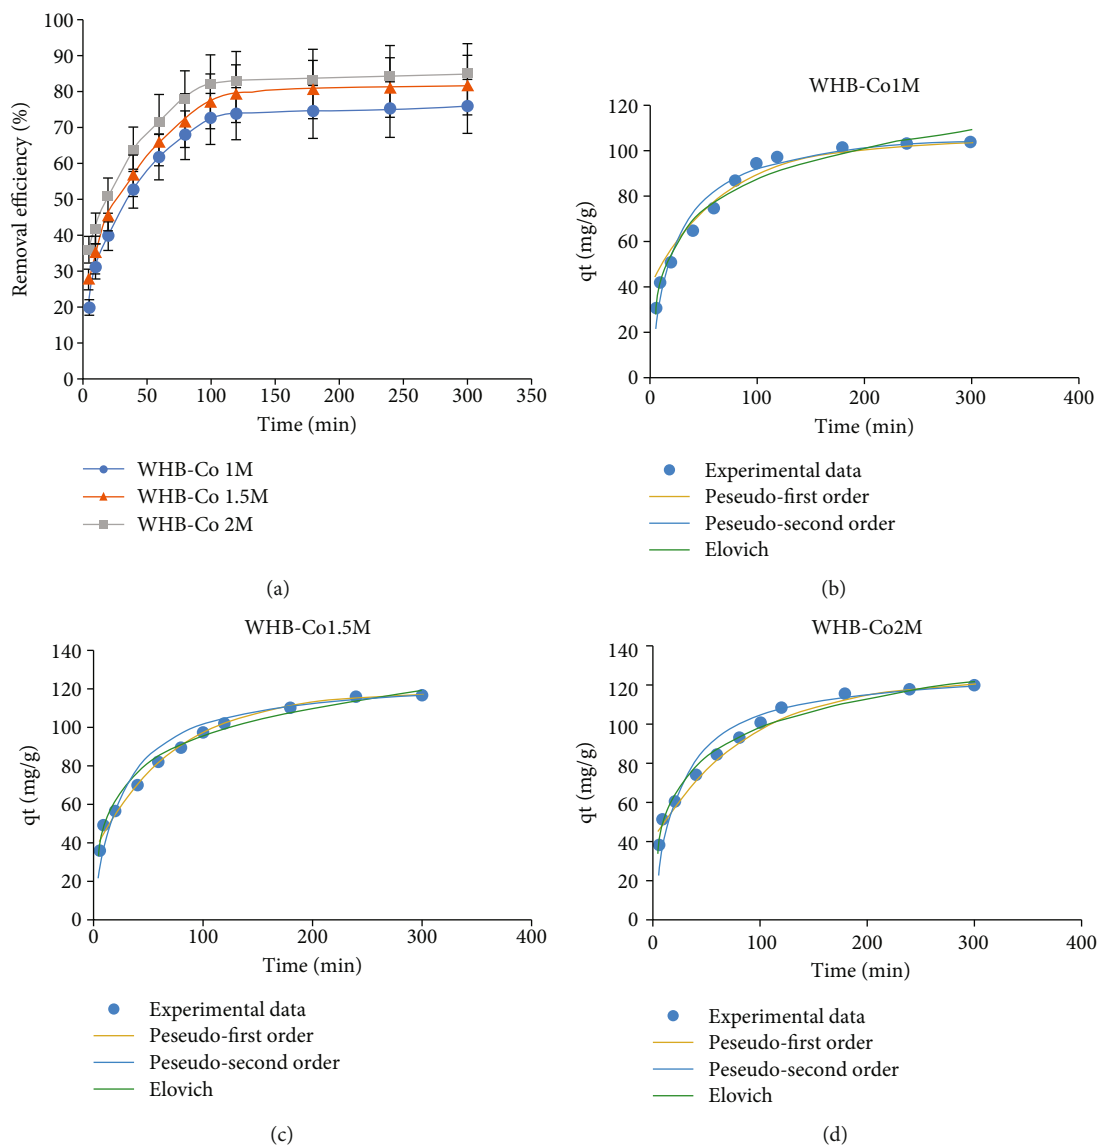 100
90
80
70
60
50
40
30
20
10
0
Removal efficiency (%)
0 50 100 150 200 250 300 350
Time (min)
WHB-Co 1M
WHB-Co 1.5M
WHB-Co 2M
(a)
WHB-Co1M
120
100
80
60
40
20
0
qt (mg/g)
0 100 200 300 400
Time (min)
Experimental data
Peseudo-first order
Peseudo-second order
Elovich
(b)
WHB-Co1.5M
140
120
100
80
60
40
20
0
qt (mg/g)
0 100 200 300 400
Time (min)
Experimental data
Peseudo-first order
Peseudo-second order
Elovich
(c)
WHB-Co2M
140
120
100
80
60
40
20
0
qt (mg/g)
0 100 200 300 400
Time (min)
Experimental data
Peseudo-first order
Peseudo-second order
Elovich
(d)